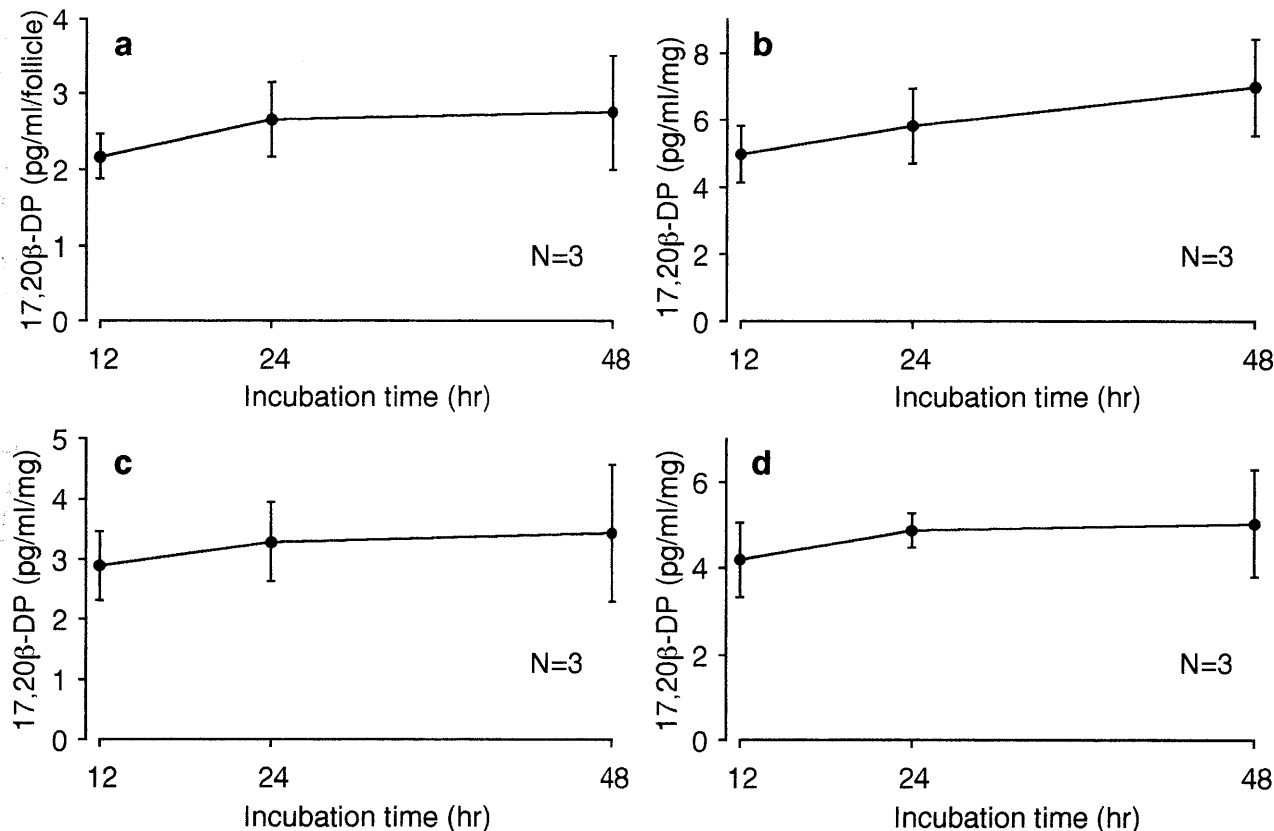 a
17,20β-DP (pg/ml/follicle)
4
3
2
1
0
N=3
12 24 48
Incubation time (hr)
b
17,20β-DP (pg/ml/mg)
8
6
4
2
0
N=3
12 24 48
Incubation time (hr)
c
17,20β-DP (pg/ml/mg)
5
4
3
2
1
0
N=3
12 24 48
Incubation time (hr)
d
17,20β-DP (pg/ml/mg)
6
4
2
0
N=3
12 24 48
Incubation time (hr)